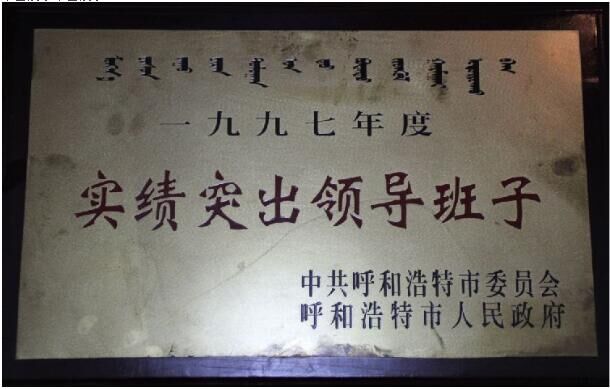 一九九七年度
实绩突出领导班子
中共呼和浩特市委员会
呼和浩特市人民政府